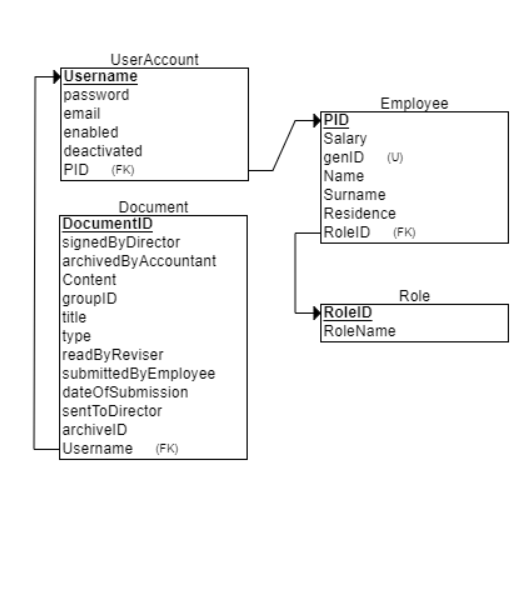 UserAccount
Username
password
email
enabled
deactivated
PID (FK)
Employee
PID
Salary
genID (U)
Name
Surname
Residence
RoleID (FK)
Document
DocumentID
signedByDirector
archivedByAccountant
Content
groupID
title
type
readByReviser
submittedByEmployee
dateOfSubmission
sentToDirector
archiveID
Username (FK)
Role
RoleID
RoleName